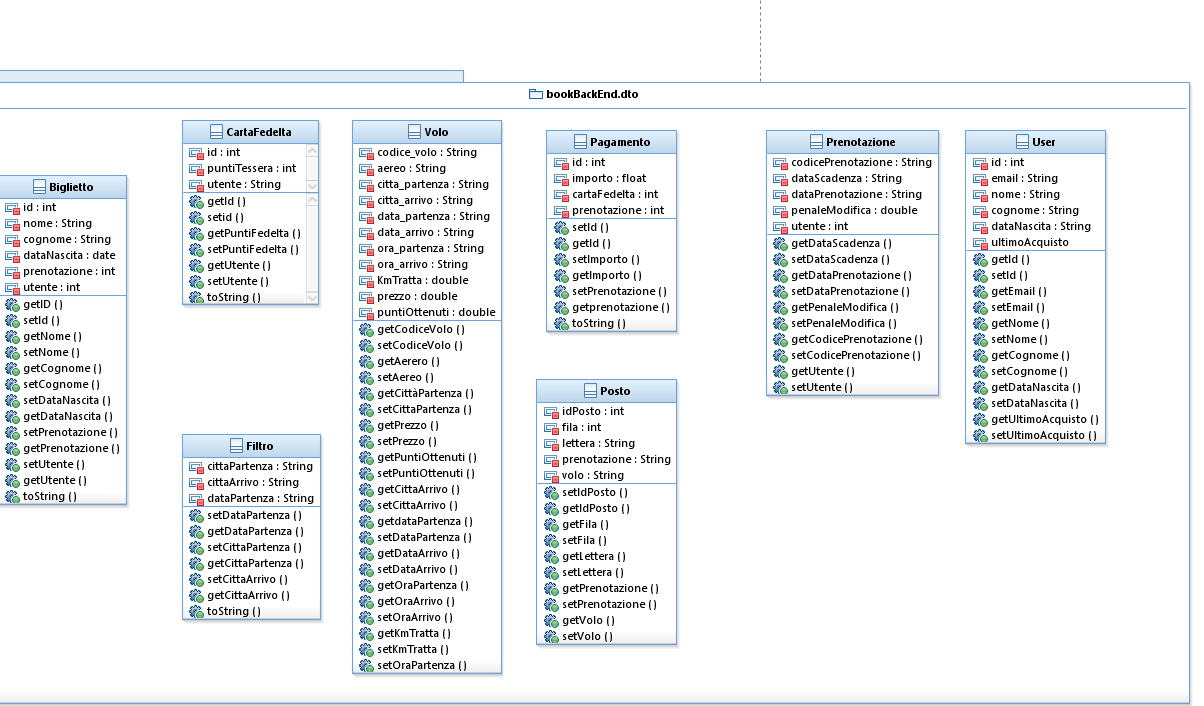 bookBackEnd.dto
Biglietto
id : int
nome : String
cognome : String
dataNascita : date
prenotazione : int
utente : int
getID ()
setId ()
getNome ()
setNome ()
getCognome ()
setCognome ()
setDataNascita ()
getDataNascita ()
setPrenotazione ()
getPrenotazione ()
setUtente ()
getUtente ()
toString ()
CartaFedelta
id : int
puntiTessera : int
utente : String
getId ()
setid ()
getPuntiFedelta ()
setPuntiFedelta ()
getUtente ()
setUtente ()
toString ()
Filtro
cittaPartenza : String
cittaArrivo : String
dataPartenza : String
setDataPartenza ()
getDataPartenza ()
setCittaPartenza ()
getCittaPartenza ()
setCittaArrivo ()
getCittaArrivo ()
toString ()
Volo
codice_volo : String
aereo : String
citta_partenza : String
citta_arrivo : String
data_partenza : String
data_arrivo : String
ora_partenza : String
ora_arrivo : String
KmTratta : double
prezzo : double
puntiOttenuti : double
getCodiceVolo ()
setCodiceVolo ()
getAerero ()
setAereo ()
getCittàPartenza ()
setCittaPartenza ()
getPrezzo ()
setPrezzo ()
getPuntiOttenuti ()
setPuntiOttenuti ()
getCittaArrivo ()
setCittaArrivo ()
getdataPartenza ()
setDataPartenza ()
getDataArrivo ()
setDataArrivo ()
getOraPartenza ()
getOraArrivo ()
setOraArrivo ()
getKmTratta ()
setKmTratta ()
setOraPartenza ()
Pagamento
id : int
importo : float
cartaFedelta : int
prenotazione : int
setId ()
getId ()
setImporto ()
getImporto ()
setPrenotazione ()
getprenotazione ()
toString ()
Posto
idPosto : int
fila : int
lettera : String
prenotazione : String
volo : String
setIdPosto ()
getIdPosto ()
getFila ()
setFila ()
getLettera ()
setLettera ()
getPrenotazione ()
setPrenotazione ()
getVolo ()
setVolo ()
Prenotazione
codicePrenotazione : String
dataScadenza : String
dataPrenotazione : String
penaleModifica : double
utente : int
getDataScadenza ()
setDataScadenza ()
getDataPrenotazione ()
setDataPrenotazione ()
getPenaleModifica ()
setPenaleModifica ()
getCodicePrenotazione ()
setCodicePrenotazione ()
getUtente ()
setUtente ()
User
id : int
email : String
nome : String
cognome : String
dataNascita : String
ultimoAcquisto
getId ()
setId ()
getEmail ()
setEmail ()
getNome ()
setNome ()
getCognome ()
setCognome ()
getDataNascita ()
setDataNascita ()
getUltimoAcquisto ()
setUltimoAcquisto ()